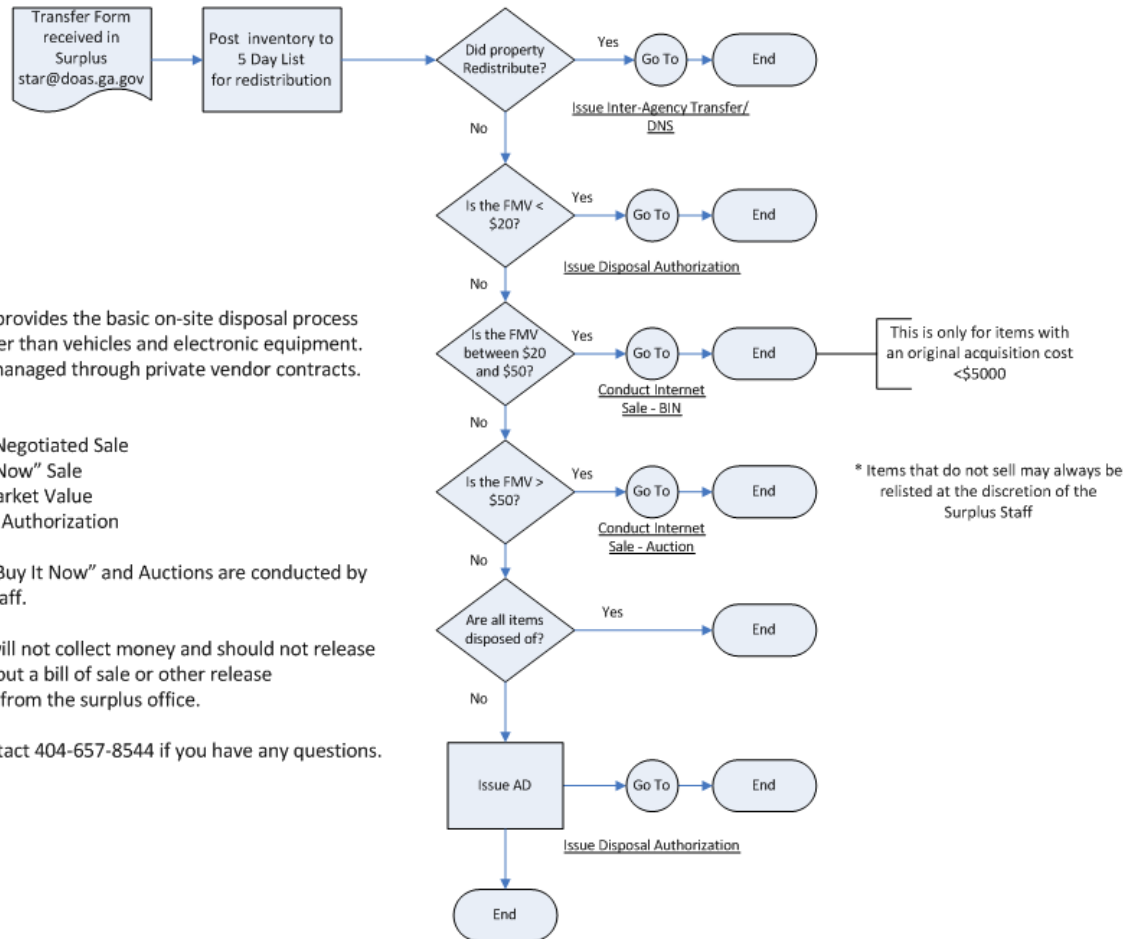 Transfer Form
received in
Surplus
star@doas.ga.gov
Post inventory to
5 Day List
for redistribution
Did property
Redistribute?
Yes
Go To
End
Issue Inter-Agency Transfer/
DNS
No
Is the FMV <
$20?
Yes
Go To
End
Issue Disposal Authorization
No
Is the FMV
between $20
and $50?
Yes
Go To
End
This is only for items with
an original acquisition cost
<$5000
Conduct Internet
Sale - BIN
No
Is the FMV >
$50?
Yes
Go To
End
Conduct Internet
Sale - Auction
* Items that do not sell may always be
relisted at the discretion of the
Surplus Staff
No
Are all items
disposed of?
Yes
End
No
Issue AD
Go To
End
Issue Disposal Authorization
End
provides the basic on-site disposal process
than vehicles and electronic equipment.
managed through private vendor contracts.
Negotiated Sale
Now” Sale
Market Value
Authorization
Buy It Now” and Auctions are conducted by
will not collect money and should not release
a bill of sale or other release
from the surplus office.
404-657-8544 if you have any questions.